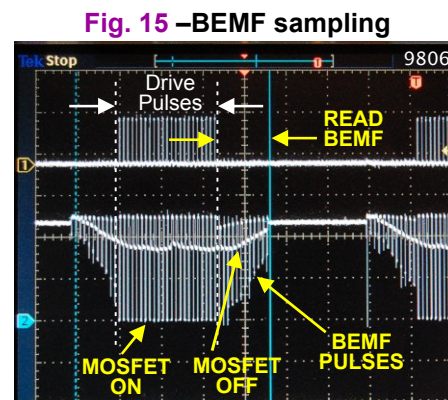 Fig. 15 –BEMF sampling
Tek Stop
9806
T
T
Drive
Pulses
READ
BEMF
1
2
MOSFET
ON
MOSFET
OFF
BEMF
PULSES